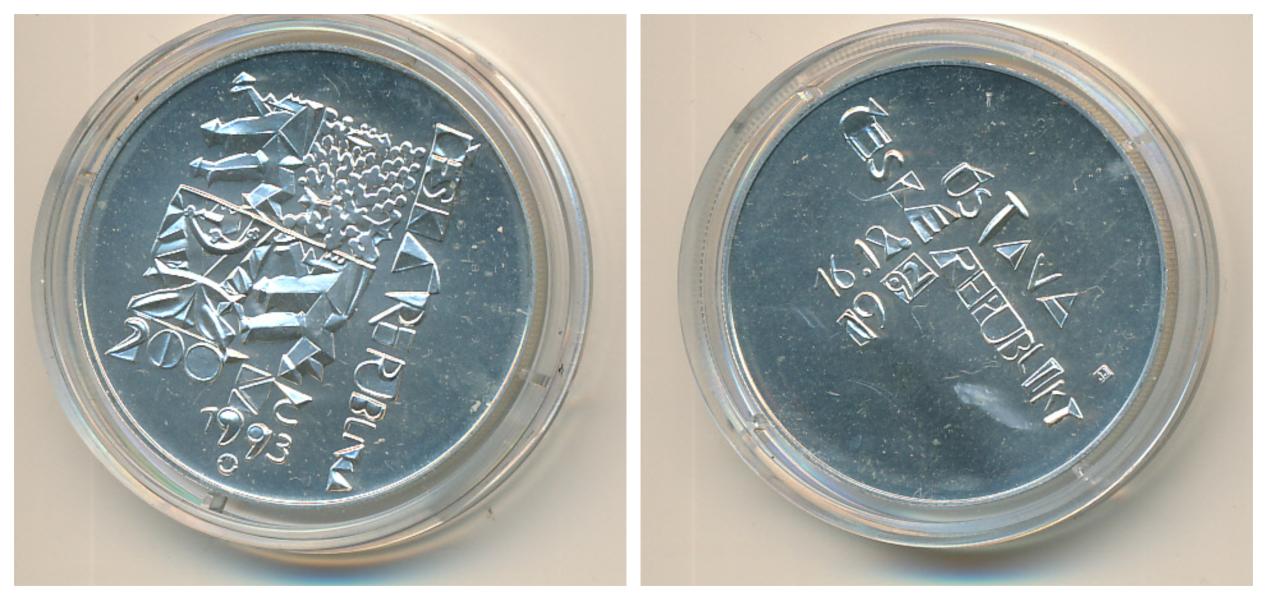 ČESKÁ REPUBLIKA
200 Kč
1993
ÚSTAVA
ČESKÉ REPUBLIKY
16.12.
1992